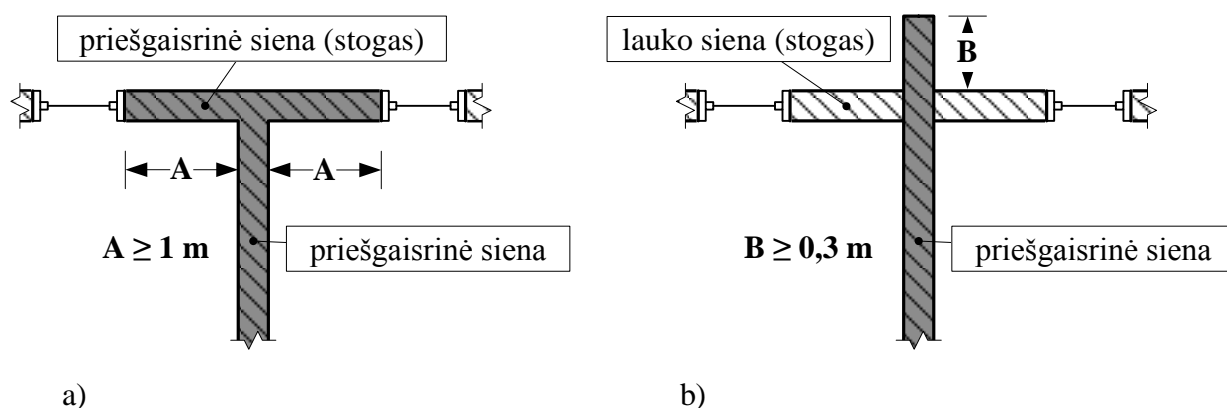 priešgaisrinė siena (stogas)
A A
A ≥ 1 m
priešgaisrinė siena
a)
lauko siena (stogas)
B
B ≥ 0,3 m
priešgaisrinė siena
b)